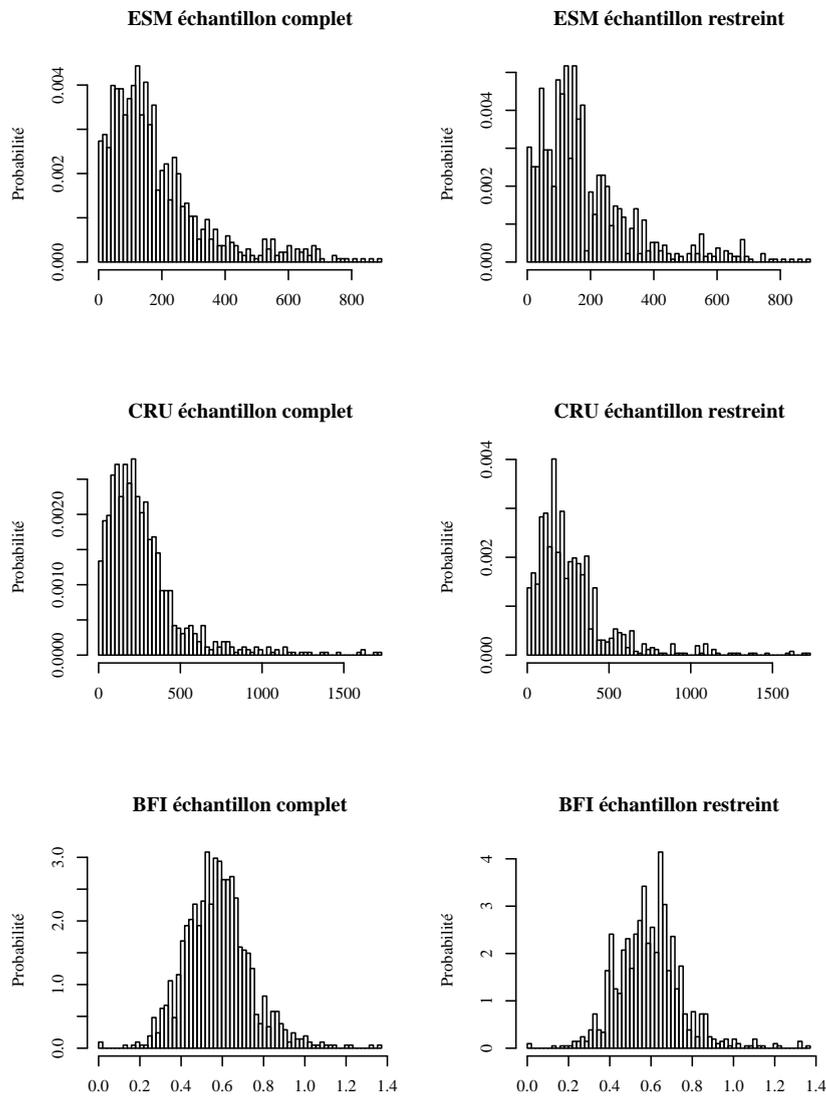 ESM échantillon complet
Probabilité
0.000 0.002 0.004
0 200 400 600 800
ESM échantillon restreint
Probabilité
0.000 0.002 0.004
0 200 400 600 800
CRU échantillon complet
Probabilité
0.0000 0.0010 0.0020
0 500 1000 1500
CRU échantillon restreint
Probabilité
0.000 0.002 0.004
0 500 1000 1500
BFI échantillon complet
Probabilité
0.0 1.0 2.0 3.0
0.0 0.2 0.4 0.6 0.8 1.0 1.2 1.4
BFI échantillon restreint
Probabilité
0 1 2 3 4
0.0 0.2 0.4 0.6 0.8 1.0 1.2 1.4